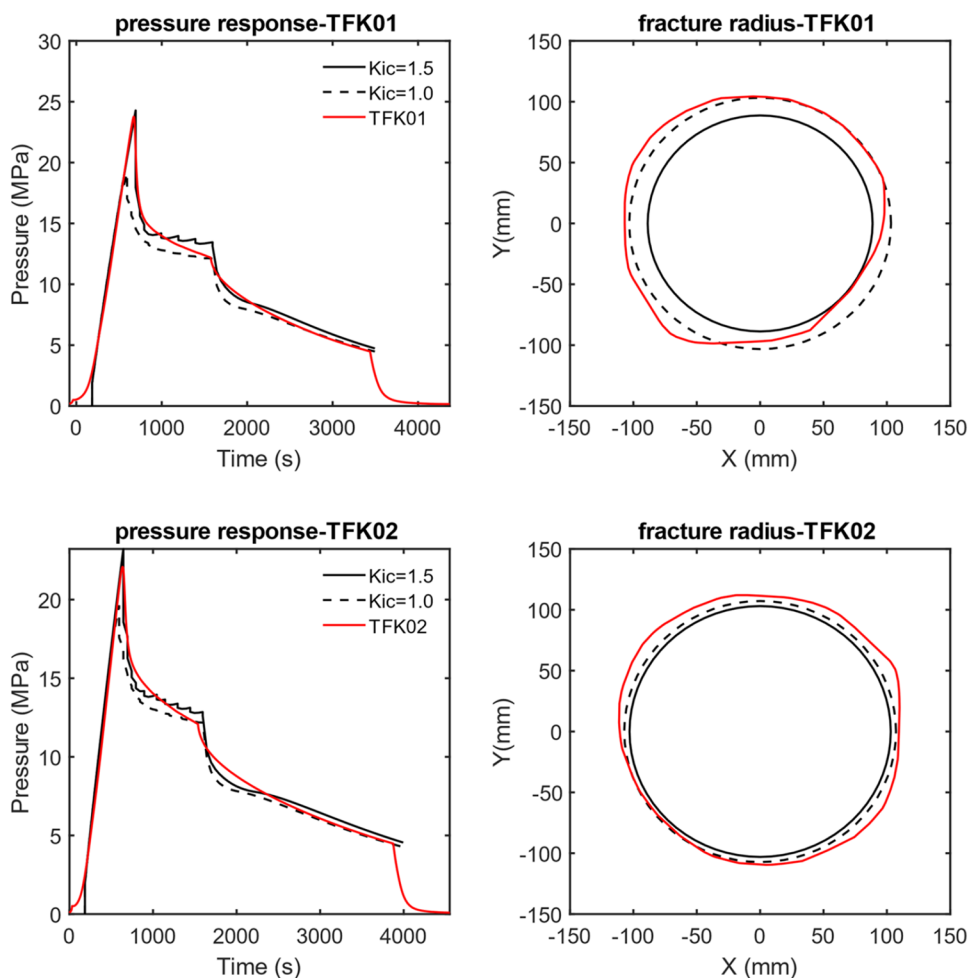 pressure response-TFK01
30
25
20
15
10
5
0
Pressure (MPa)
Kic=1.5
Kic=1.0
TFK01
0 1000 2000 3000 4000
Time (s)
fracture radius-TFK01
150
100
50
0
-50
-100
-150
Y(mm)
-150 -100 -50 0 50 100 150
X (mm)
pressure response-TFK02
20
15
10
5
0
Pressure (MPa)
Kic=1.5
Kic=1.0
TFK02
0 1000 2000 3000 4000
Time (s)
fracture radius-TFK02
150
100
50
0
-50
-100
-150
Y(mm)
-150 -100 -50 0 50 100 150
X (mm)